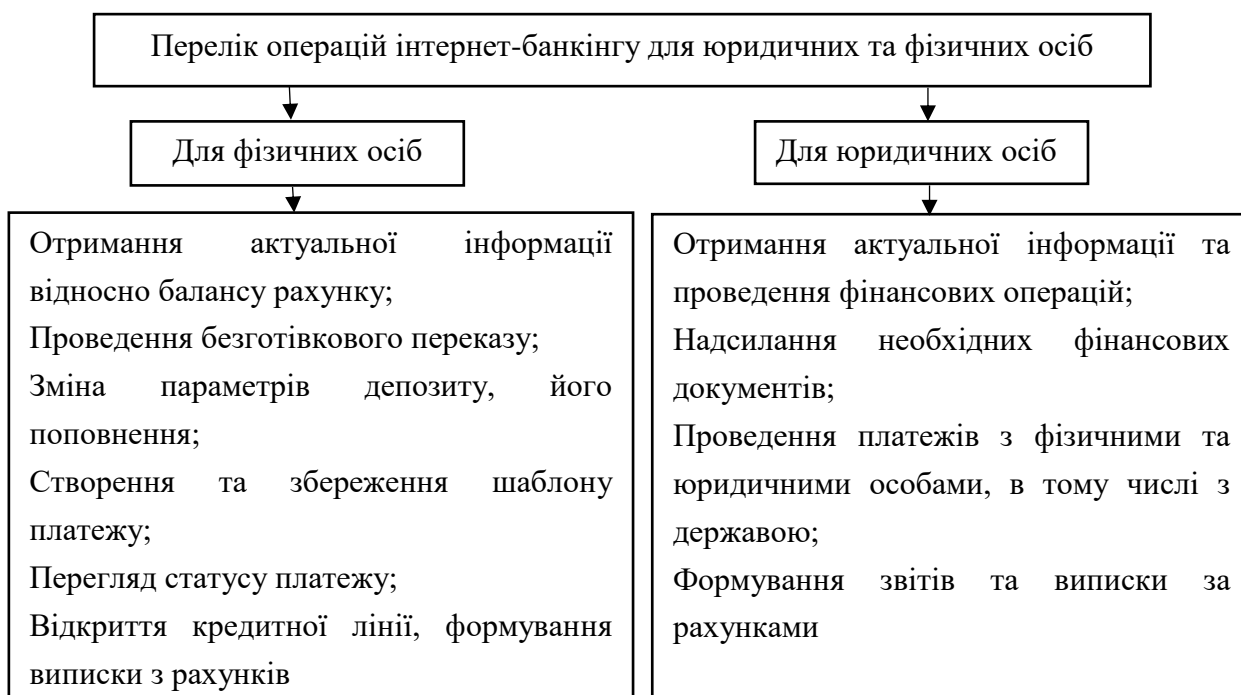 Перелік операцій інтернет-банкінгу для юридичних та фізичних осіб
Для фізичних осіб
Для юридичних осіб
Отримання актуальної інформації
відносно балансу рахунку;
Проведення безготівкового переказу;
Зміна параметрів депозиту, його
поповнення;
Створення та збереження шаблону
платежу;
Перегляд статусу платежу;
Відкриття кредитної лінії, формування
виписки з рахунків
Отримання актуальної інформації та
проведення фінансових операцій;
Надсилання необхідних фінансових
документів;
Проведення платежів з фізичними та
юридичними особами, в тому числі з
державою;
Формування звітів та виписки за
рахунками